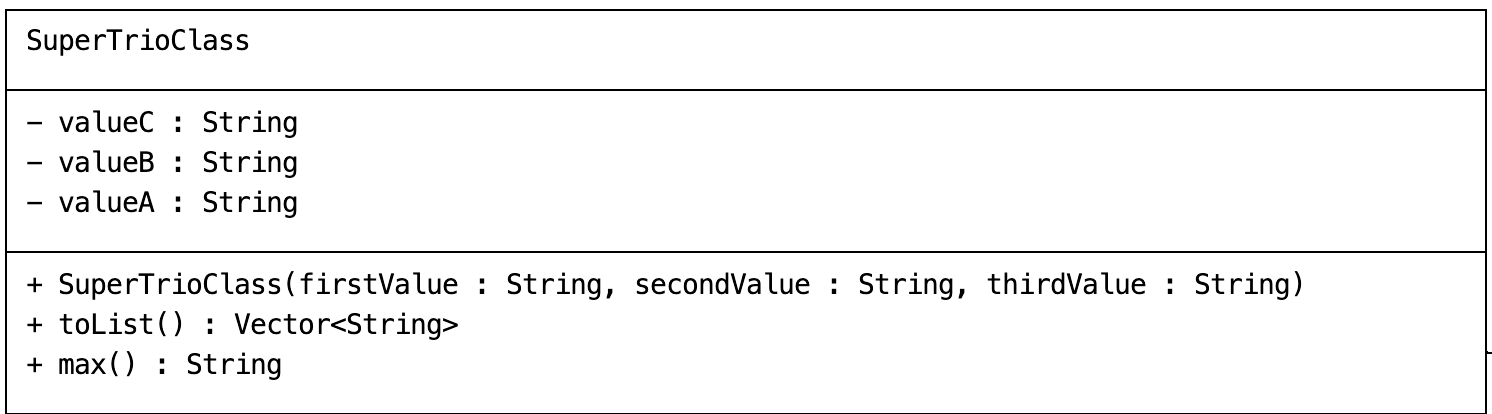 SuperTrioClass
- valueC : String
- valueB : String
- valueA : String
+ SuperTrioClass(firstValue : String, secondValue : String, thirdValue : String)
+ toList() : Vector<String>
+ max() : String